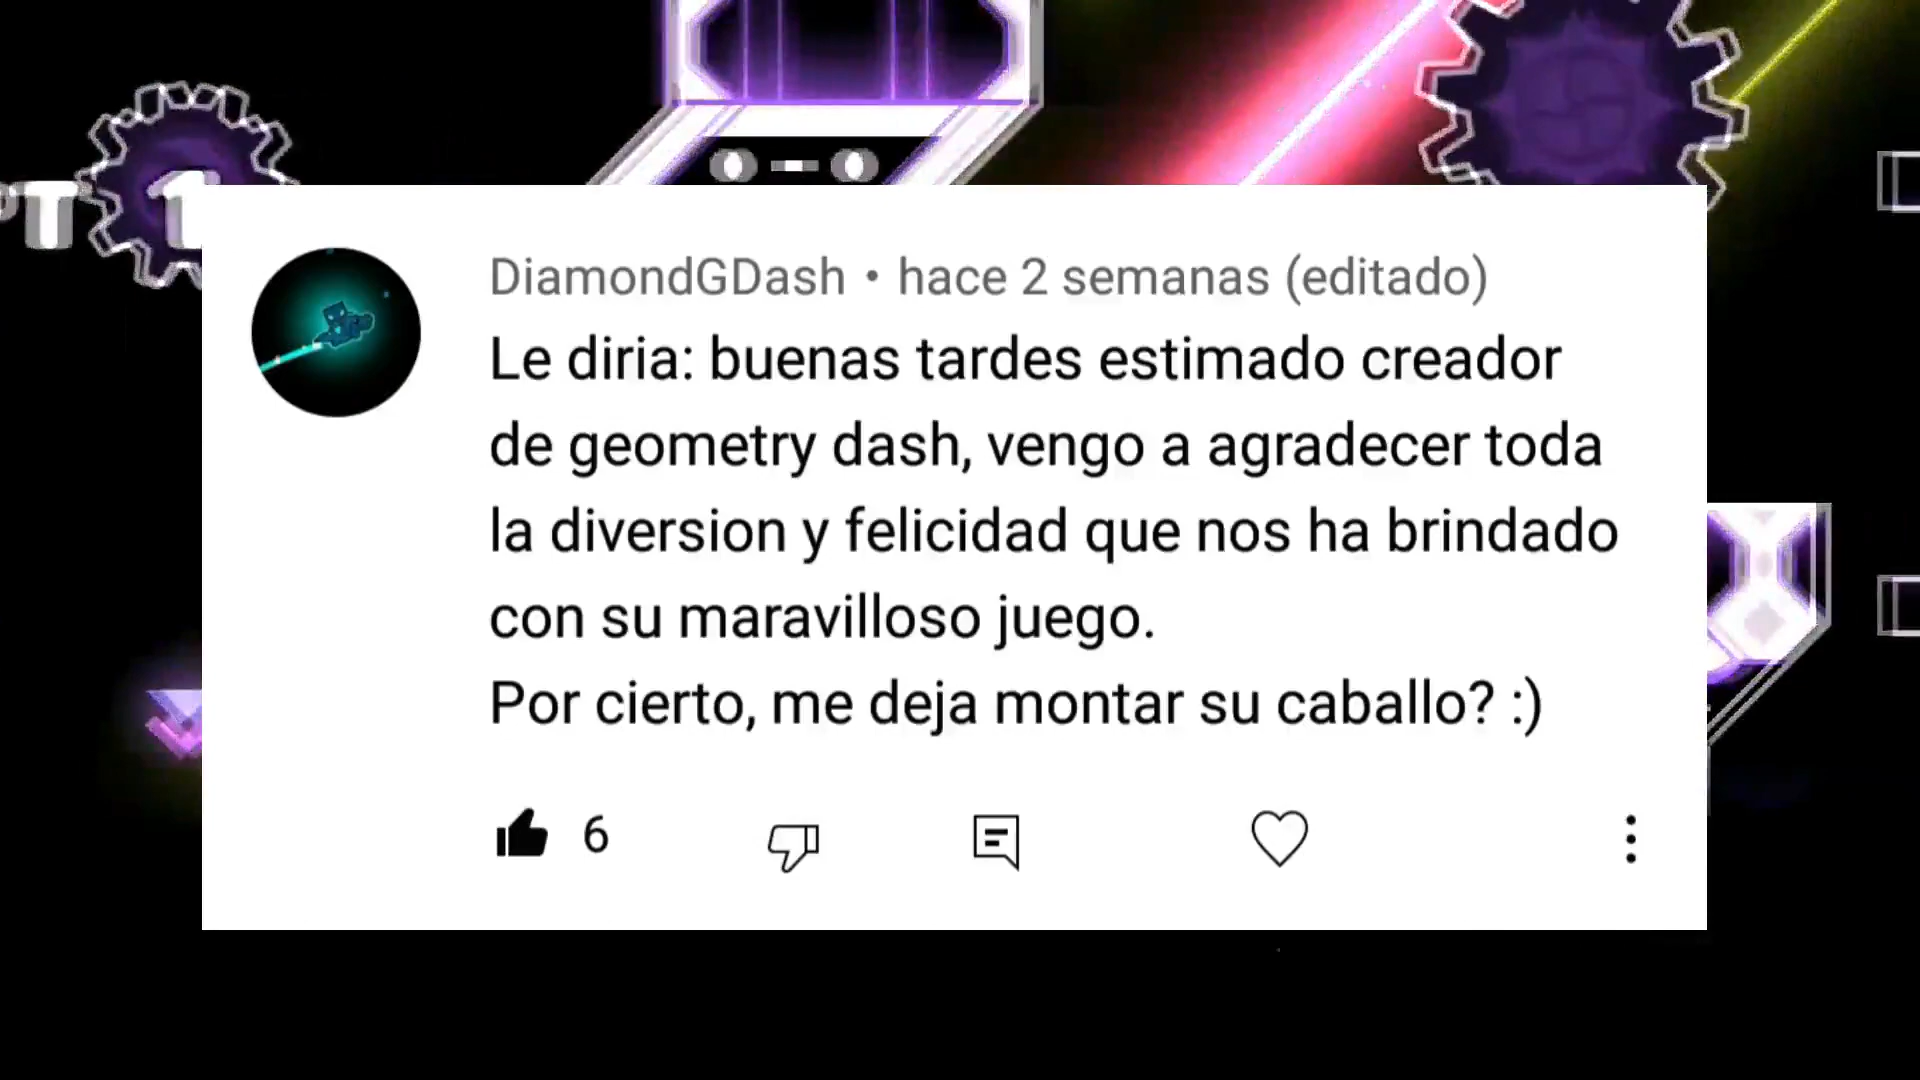 DiamondGDash • hace 2 semanas (editado)
Le diria: buenas tardes estimado creador
de geometry dash, vengo a agradecer toda
la diversion y felicidad que nos ha brindado
con su maravilloso juego.
Por cierto, me deja montar su caballo? :)
6